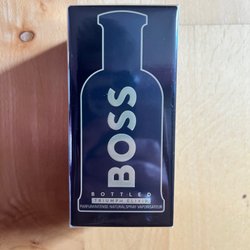 BOSS
BOTTLED
TRIUMPH ELIXIR
PARFUM INTENSE NATURAL SPRAY VAPORISATEUR